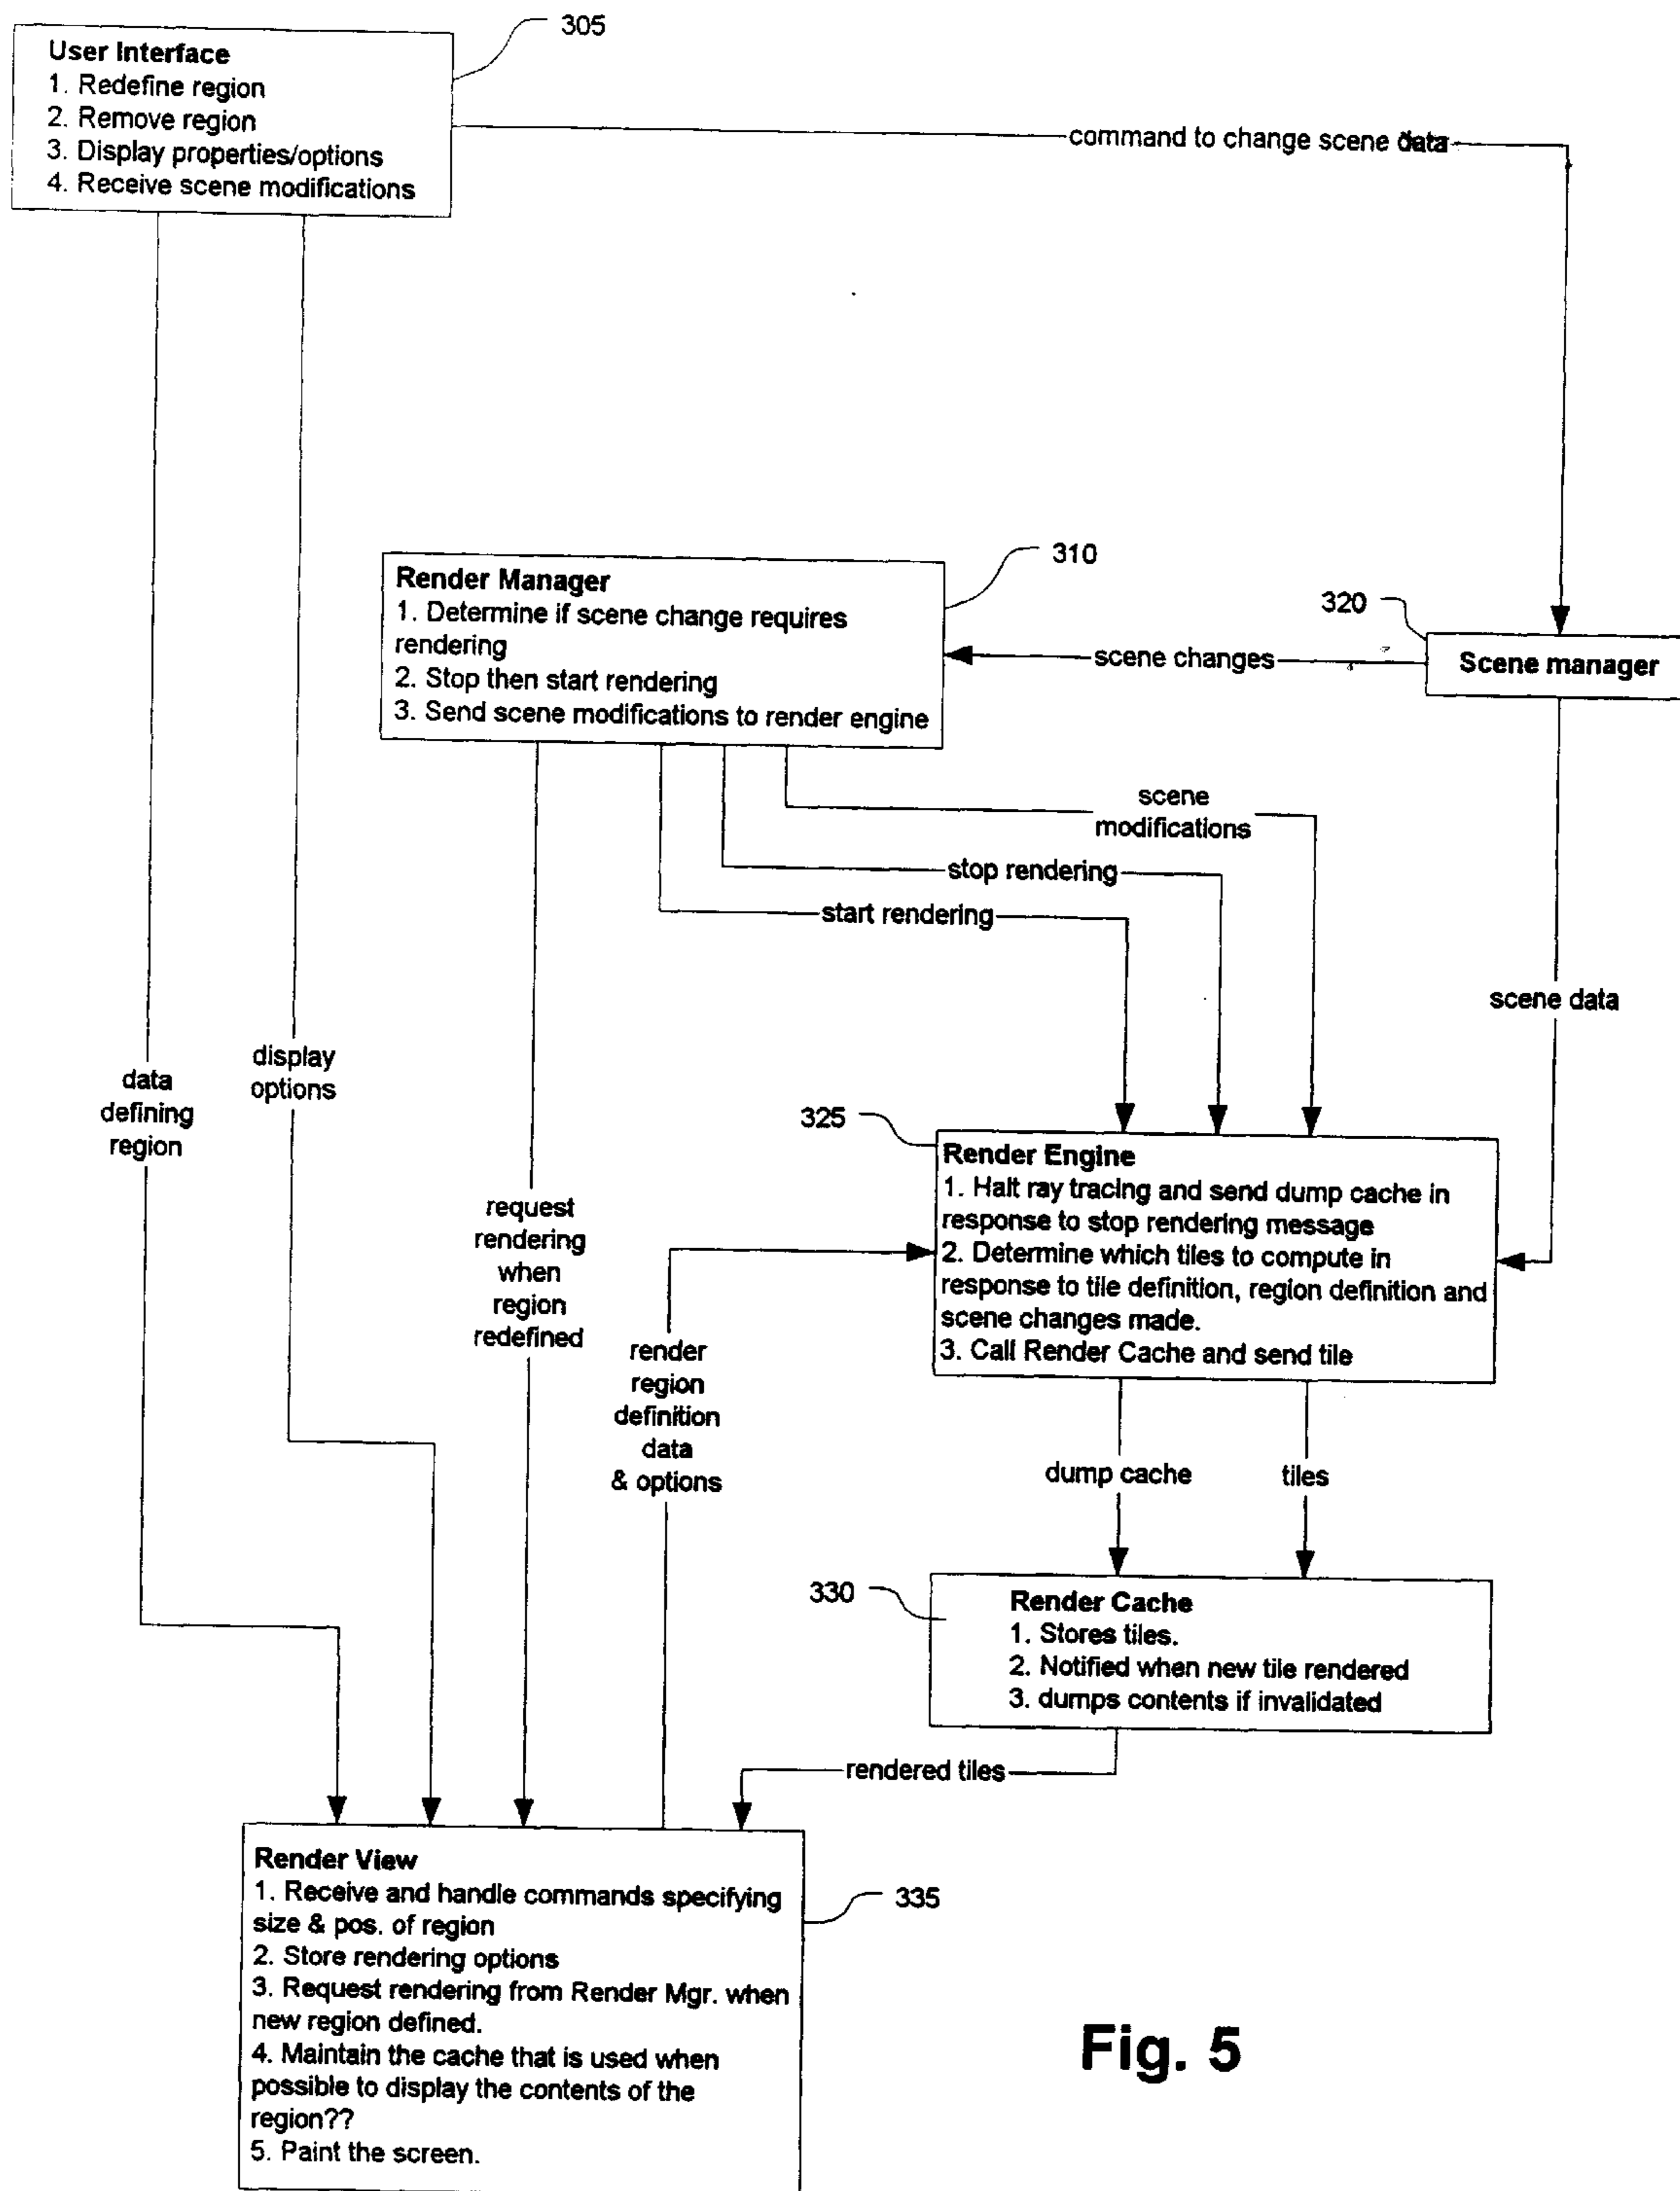 305
User Interface
1. Redefine region
2. Remove region
3. Display properties/options
4. Receive scene modifications
command to change scene data
310
Render Manager
1. Determine if scene change requires
rendering
2. Stop then start rendering
3. Send scene modifications to render engine
320
Scene manager
scene changes
scene
modifications
stop rendering
start rendering
scene data
display
options
data
defining
region
325
Render Engine
1. Halt ray tracing and send dump cache in
response to stop rendering message
2. Determine which tiles to compute in
response to tile definition, region definition and
scene changes made.
3. Call Render Cache and send tile
request
rendering
when
region
redefined
render
region
definition
data
& options
dump cache
tiles
330
Render Cache
1. Stores tiles.
2. Notified when new tile rendered
3. dumps contents if invalidated
rendered tiles
Render View
1. Receive and handle commands specifying
size & pos. of region
2. Store rendering options
3. Request rendering from Render Mgr. when
new region defined.
4. Maintain the cache that is used when
possible to display the contents of the
region??
5. Paint the screen.
335
Fig. 5